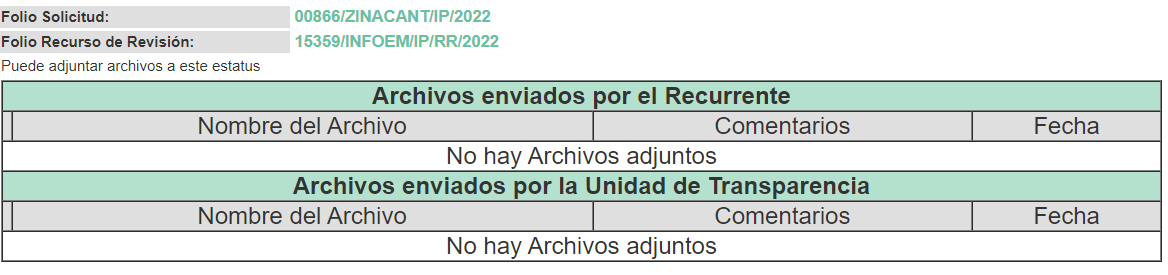 Folio Solicitud: 00866/ZINACANT/IP/2022
Folio Recurso de Revisión: 15359/INFOEM/IP/RR/2022
Puede adjuntar archivos a este estatus
Archivos enviados por el Recurrente
Nombre del Archivo Comentarios Fecha
No hay Archivos adjuntos
Archivos enviados por la Unidad de Transparencia
Nombre del Archivo Comentarios Fecha
No hay Archivos adjuntos